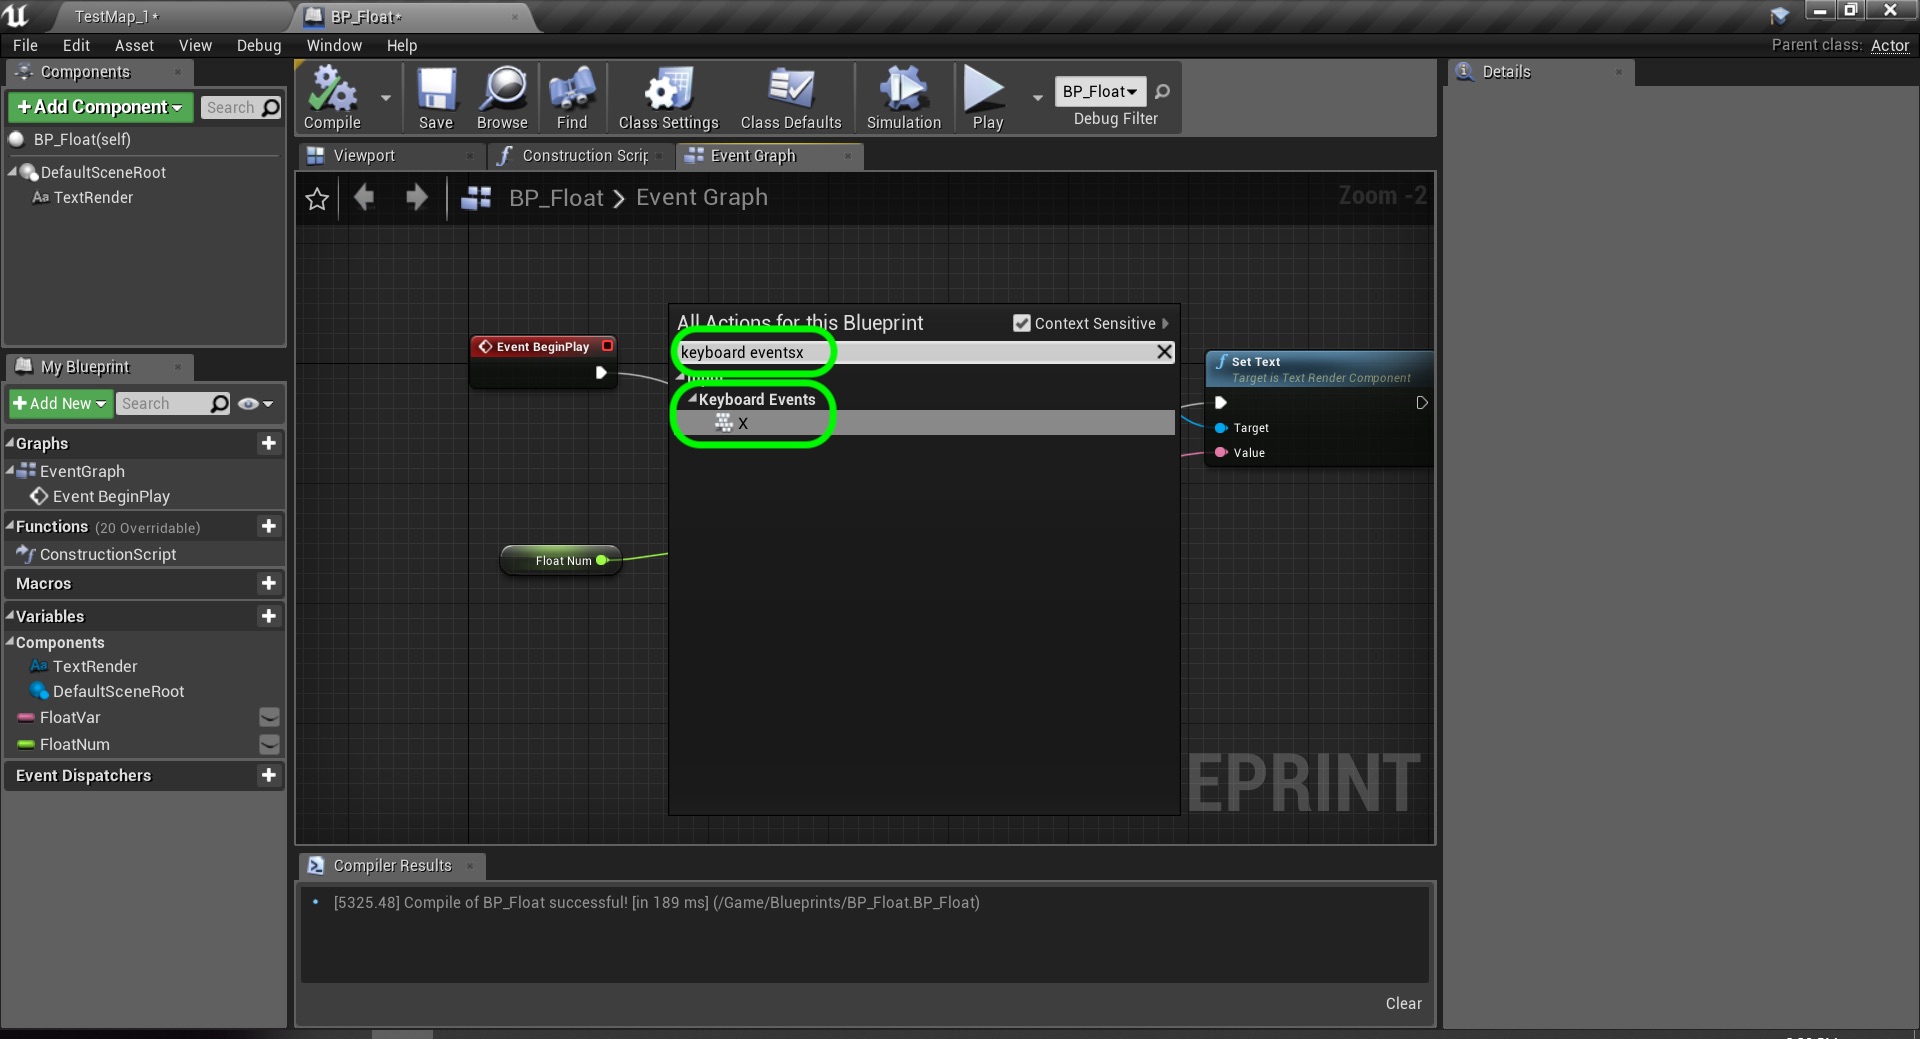 TestMap_1*
BP_Float*
File Edit Asset View Debug Window Help
Parent class: Actor
Components
Add Component
Search
BP_Float(self)
DefaultSceneRoot
Aa TextRender
My Blueprint
Add New
Search
Graphs
EventGraph
Event BeginPlay
Functions (20 Overridable)
ConstructionScript
Macros
Variables
Components
Aa TextRender
DefaultSceneRoot
FloatVar
FloatNum
Event Dispatchers
Compile
Save
Browse
Find
Class Settings
Class Defaults
Simulation
Play
BP_Float
Debug Filter
Viewport
Construction Scrip
Event Graph
BP_Float > Event Graph
Zoom -2
Event BeginPlay
Float Num
All Actions for this Blueprint
Context Sensitive
keyboard eventsx
Keyboard Events
X
Set Text
Target is Text Render Component
Target
Value
EPRINT
Compiler Results
[5325.48] Compile of BP_Float successful! [in 189 ms] (/Game/Blueprints/BP_Float.BP_Float)
Clear
Details